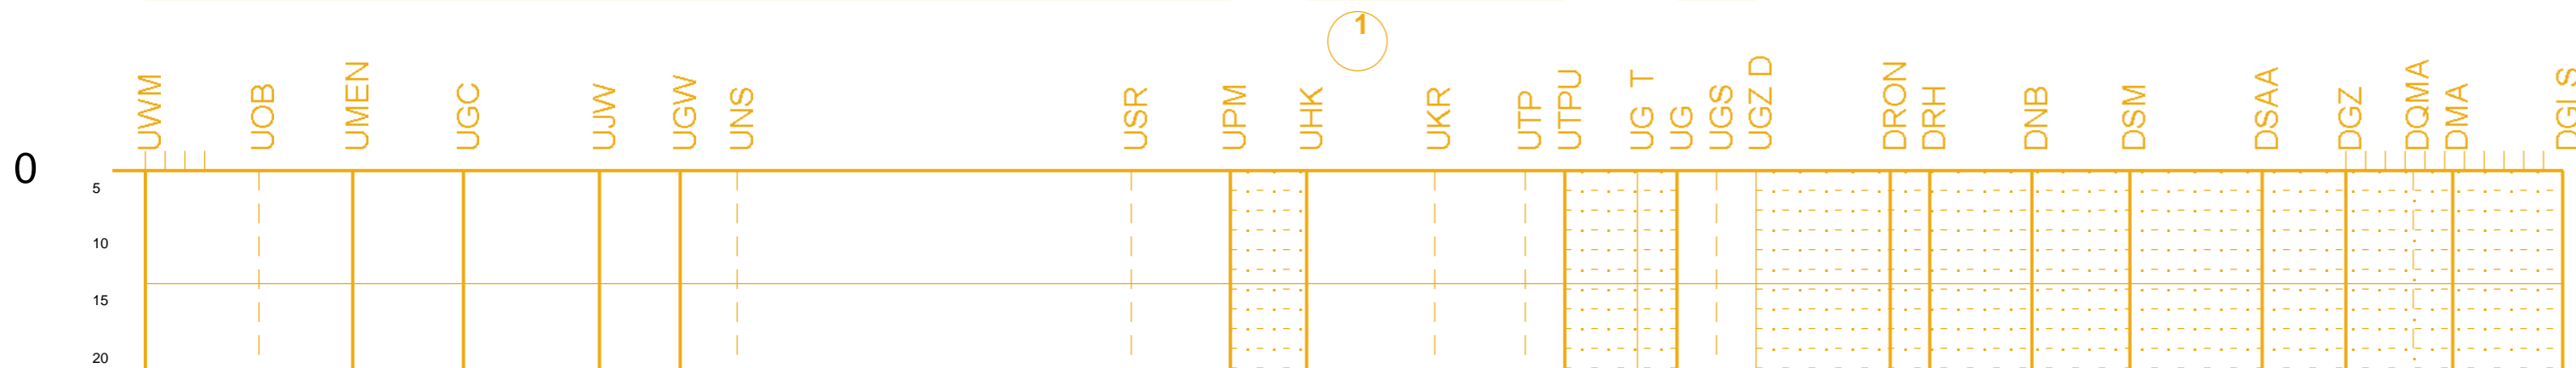 1
UWM
UOB
UMEN
UGC
UJW
UGW
UNS
USR
UPM
UHK
UKR
UTP
UTPU
UG T
UG
UGS
UGZ D
DRON
DRH
DNB
DSM
DSAA
DGZ
DQMA
DMA
DGLS
0
5
10
15
20